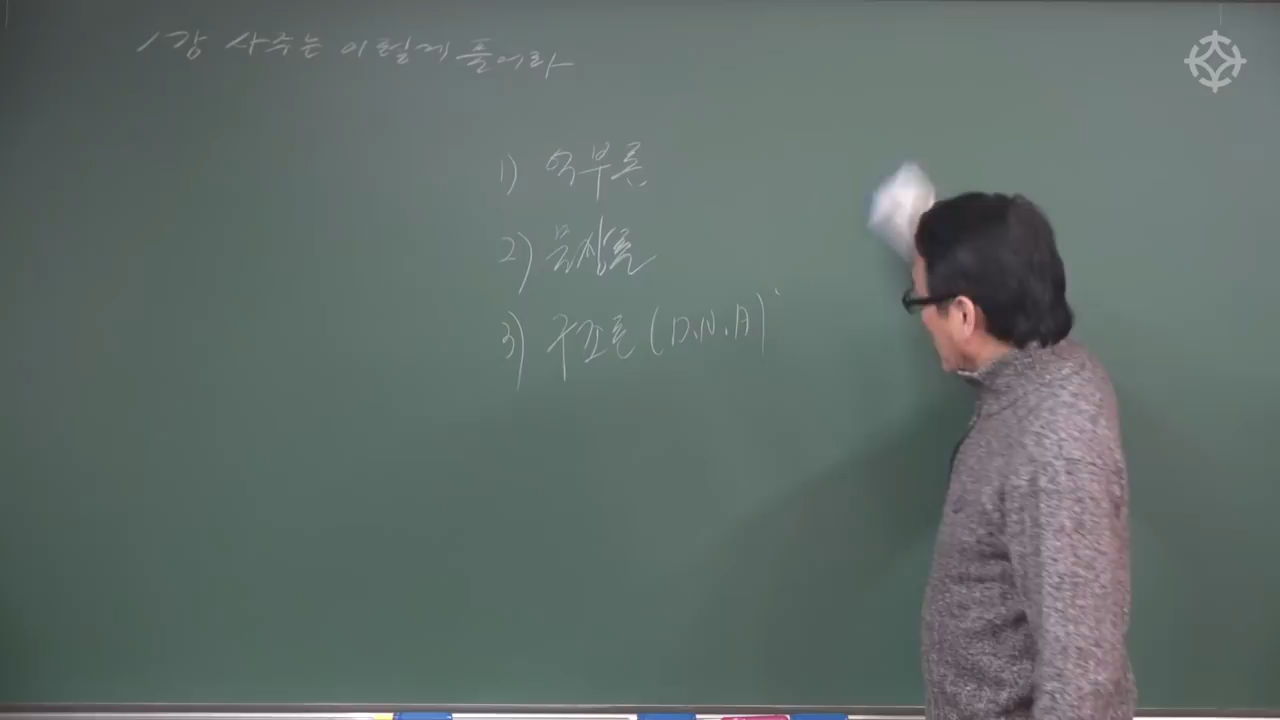 1강 사주는 이렇게 풀어라
1) 억부론
2) 물상론
3) 구조론 (D.N.A)